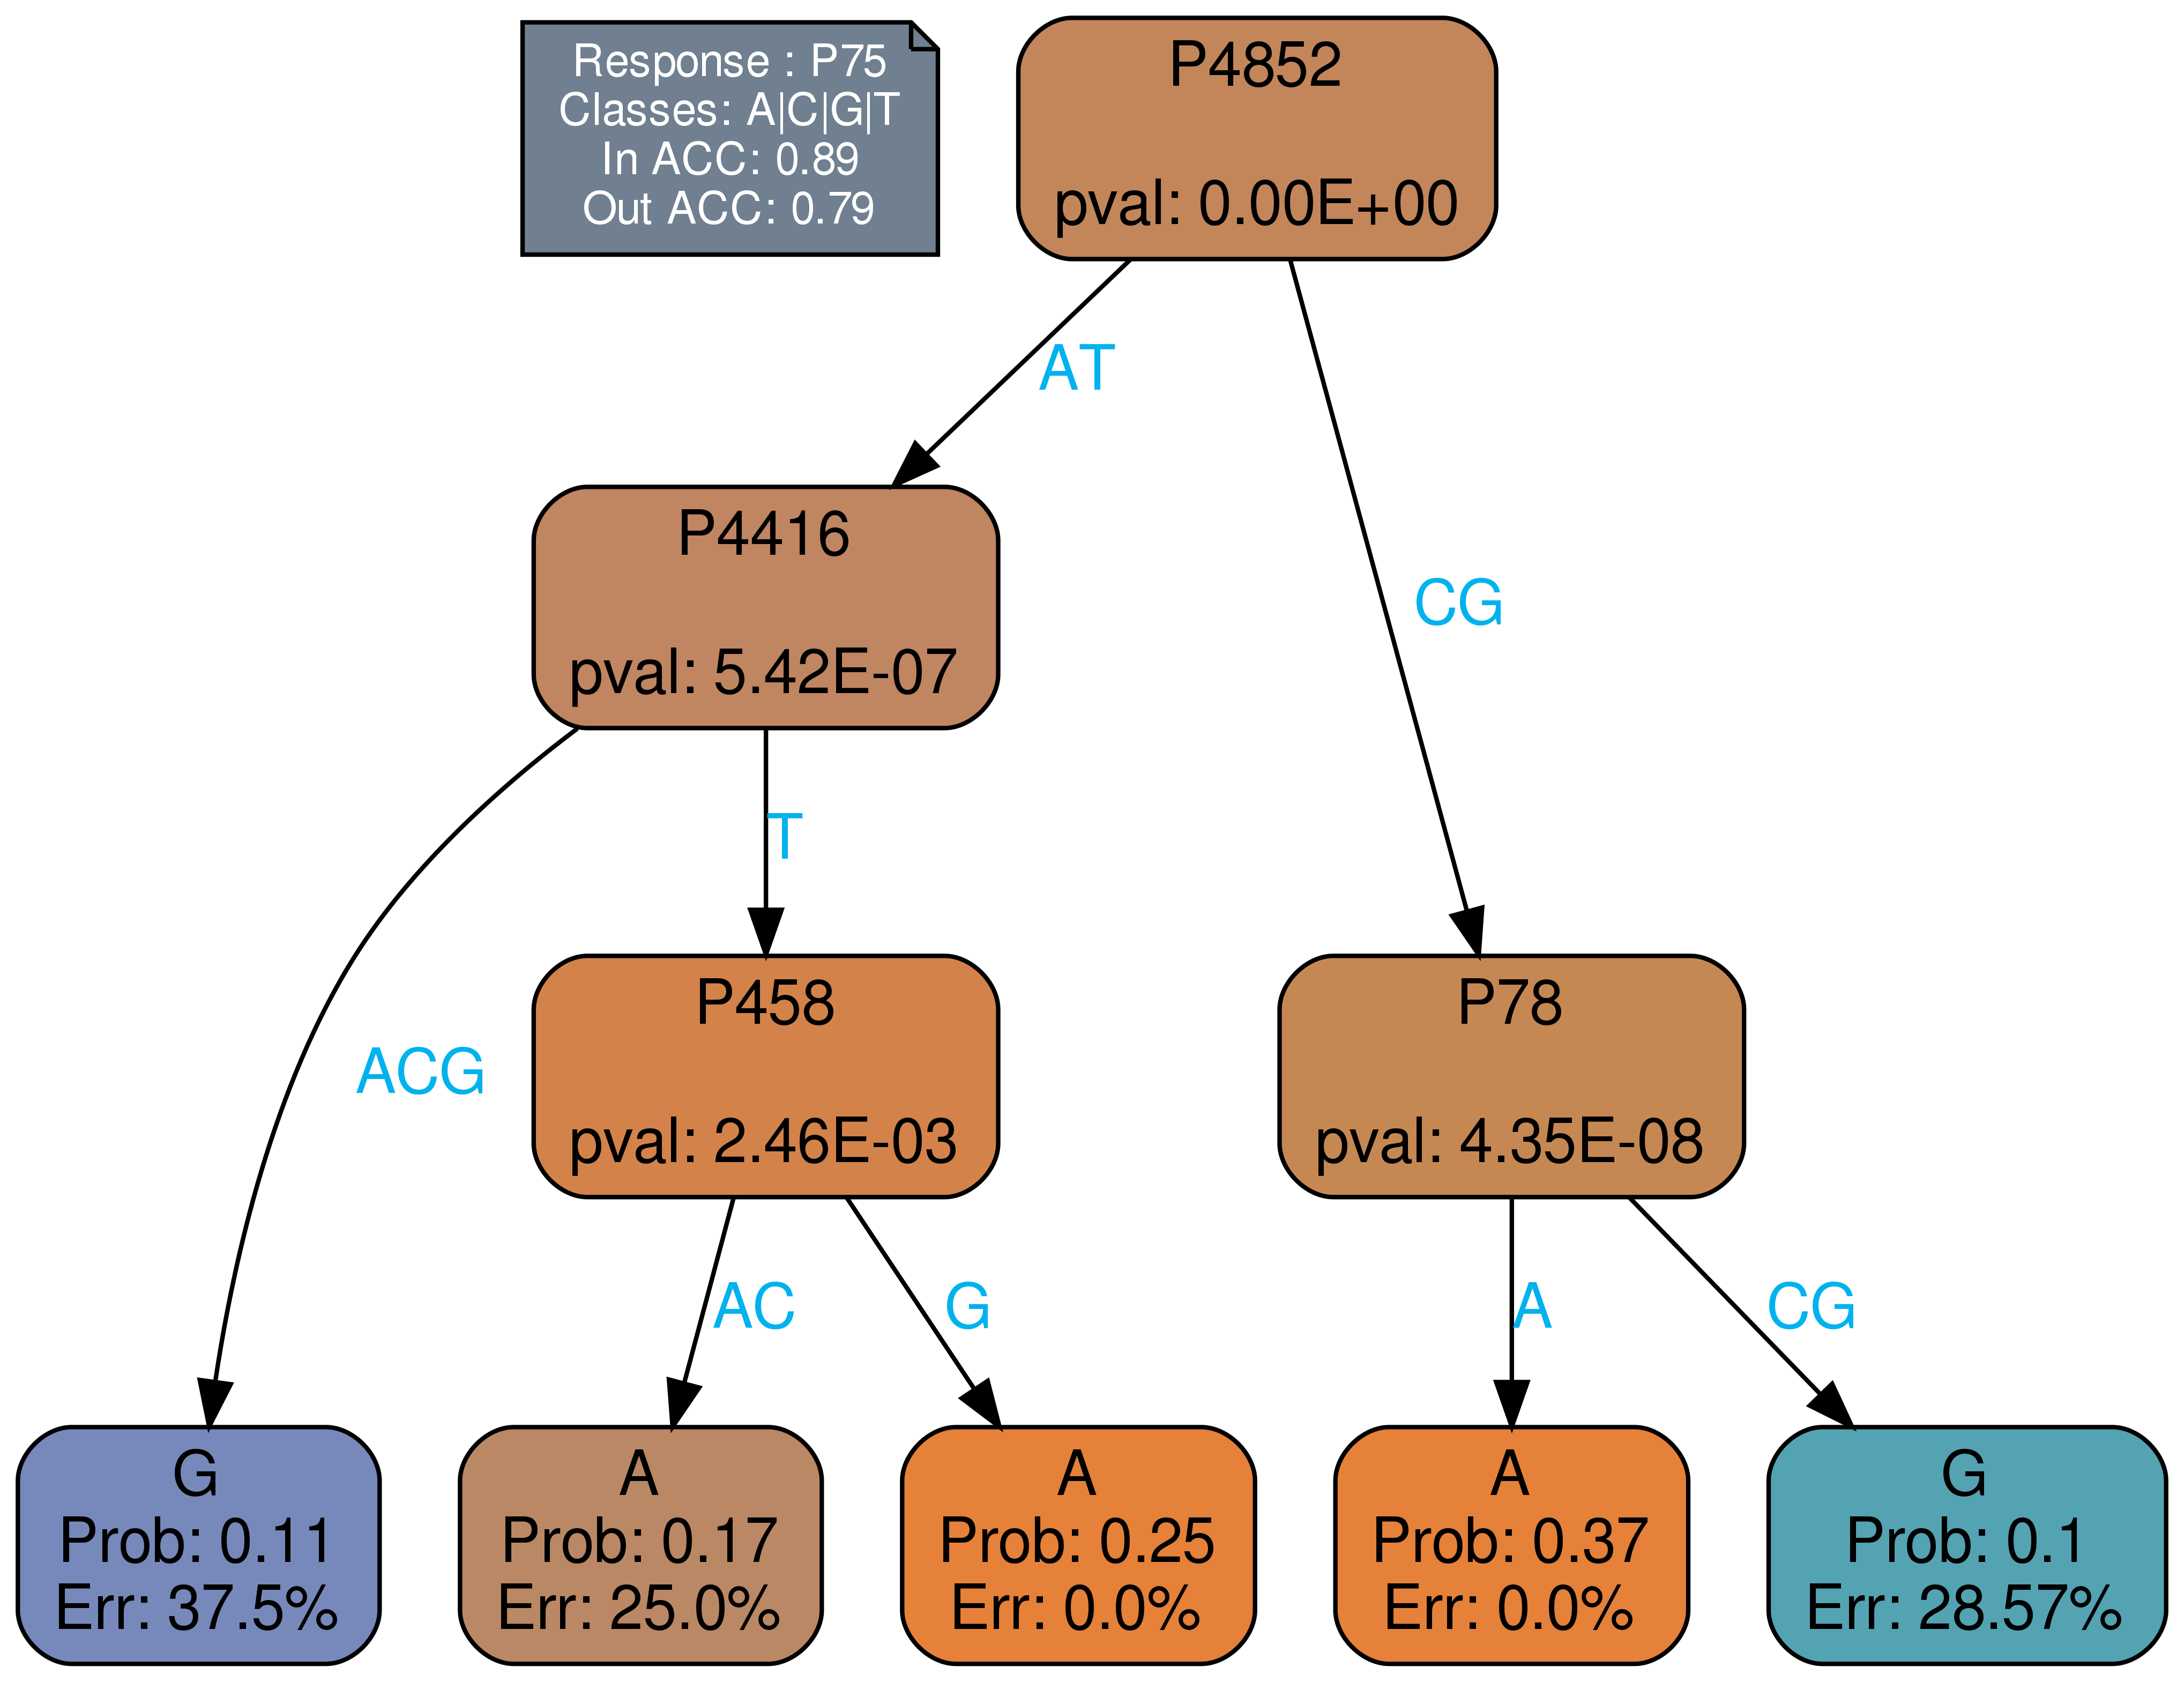 Response : P75
Classes: A|C|G|T
In ACC: 0.89
Out ACC: 0.79
P4852
pval: 0.00E+00
AT
CG
P4416
pval: 5.42E-07
ACG
T
P458
pval: 2.46E-03
P78
pval: 4.35E-08
AC
G
A
CG
G
Prob: 0.11
Err: 37.5%
A
Prob: 0.17
Err: 25.0%
A
Prob: 0.25
Err: 0.0%
A
Prob: 0.37
Err: 0.0%
G
Prob: 0.1
Err: 28.57%